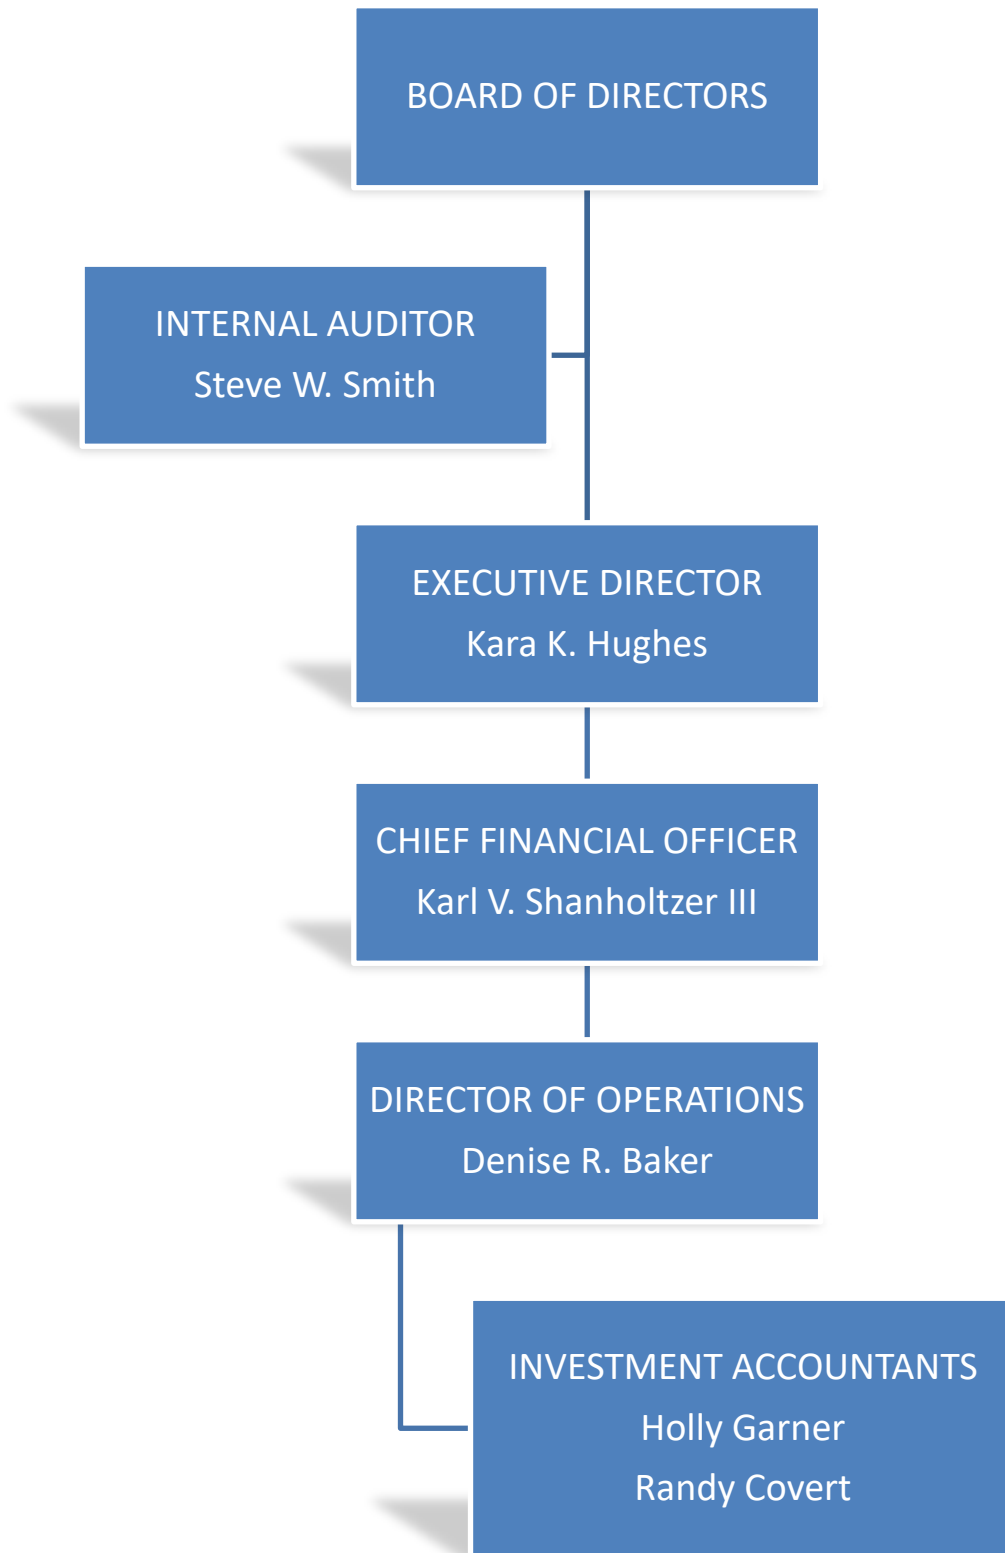 BOARD OF DIRECTORS
INTERNAL AUDITOR
Steve W. Smith
EXECUTIVE DIRECTOR
Kara K. Hughes
CHIEF FINANCIAL OFFICER
Karl V. Shanholtzer III
DIRECTOR OF OPERATIONS
Denise R. Baker
INVESTMENT ACCOUNTANTS
Holly Garner
Randy Covert